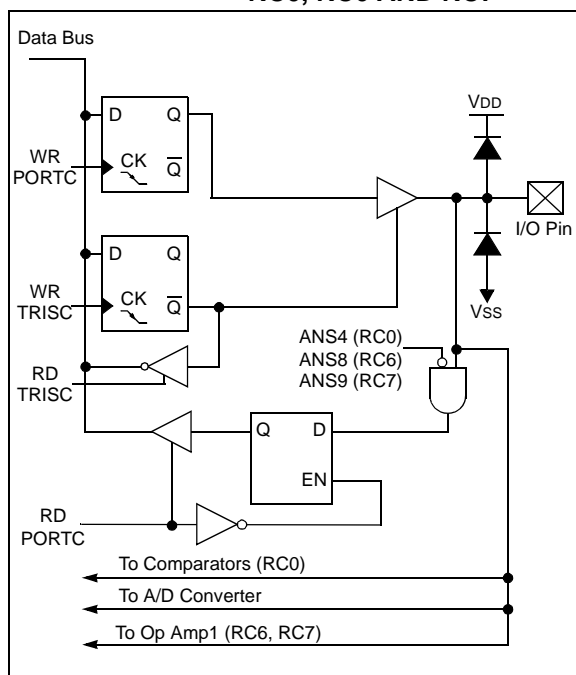 RC0, RC6 AND RC7
Data Bus
D Q
WR
PORTC
CK Q̅
VDD
I/O Pin
VSS
D Q
WR
TRISC
CK Q̅
RD
TRISC
ANS4 (RC0)
ANS8 (RC6)
ANS9 (RC7)
Q D
EN
RD
PORTC
To Comparators (RC0)
To A/D Converter
To Op Amp1 (RC6, RC7)